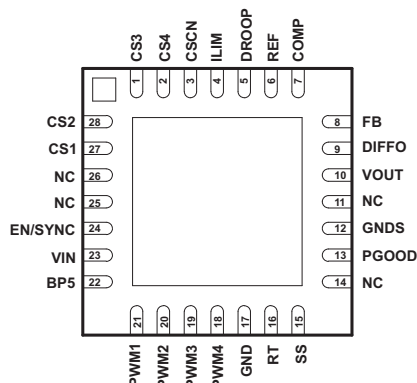 CS3
CS4
CSCN
ILIM
DROOP
REF
COMP
1
2
3
4
5
6
7
CS2 28
CS1 27
NC 26
NC 25
EN/SYNC 24
VIN 23
BP5 22
8 FB
9 DIFFO
10 VOUT
11 NC
12 GNDS
13 PGOOD
14 NC
21
20
19
18
17
16
15
PWM1
PWM2
PWM3
PWM4
GND
RT
SS